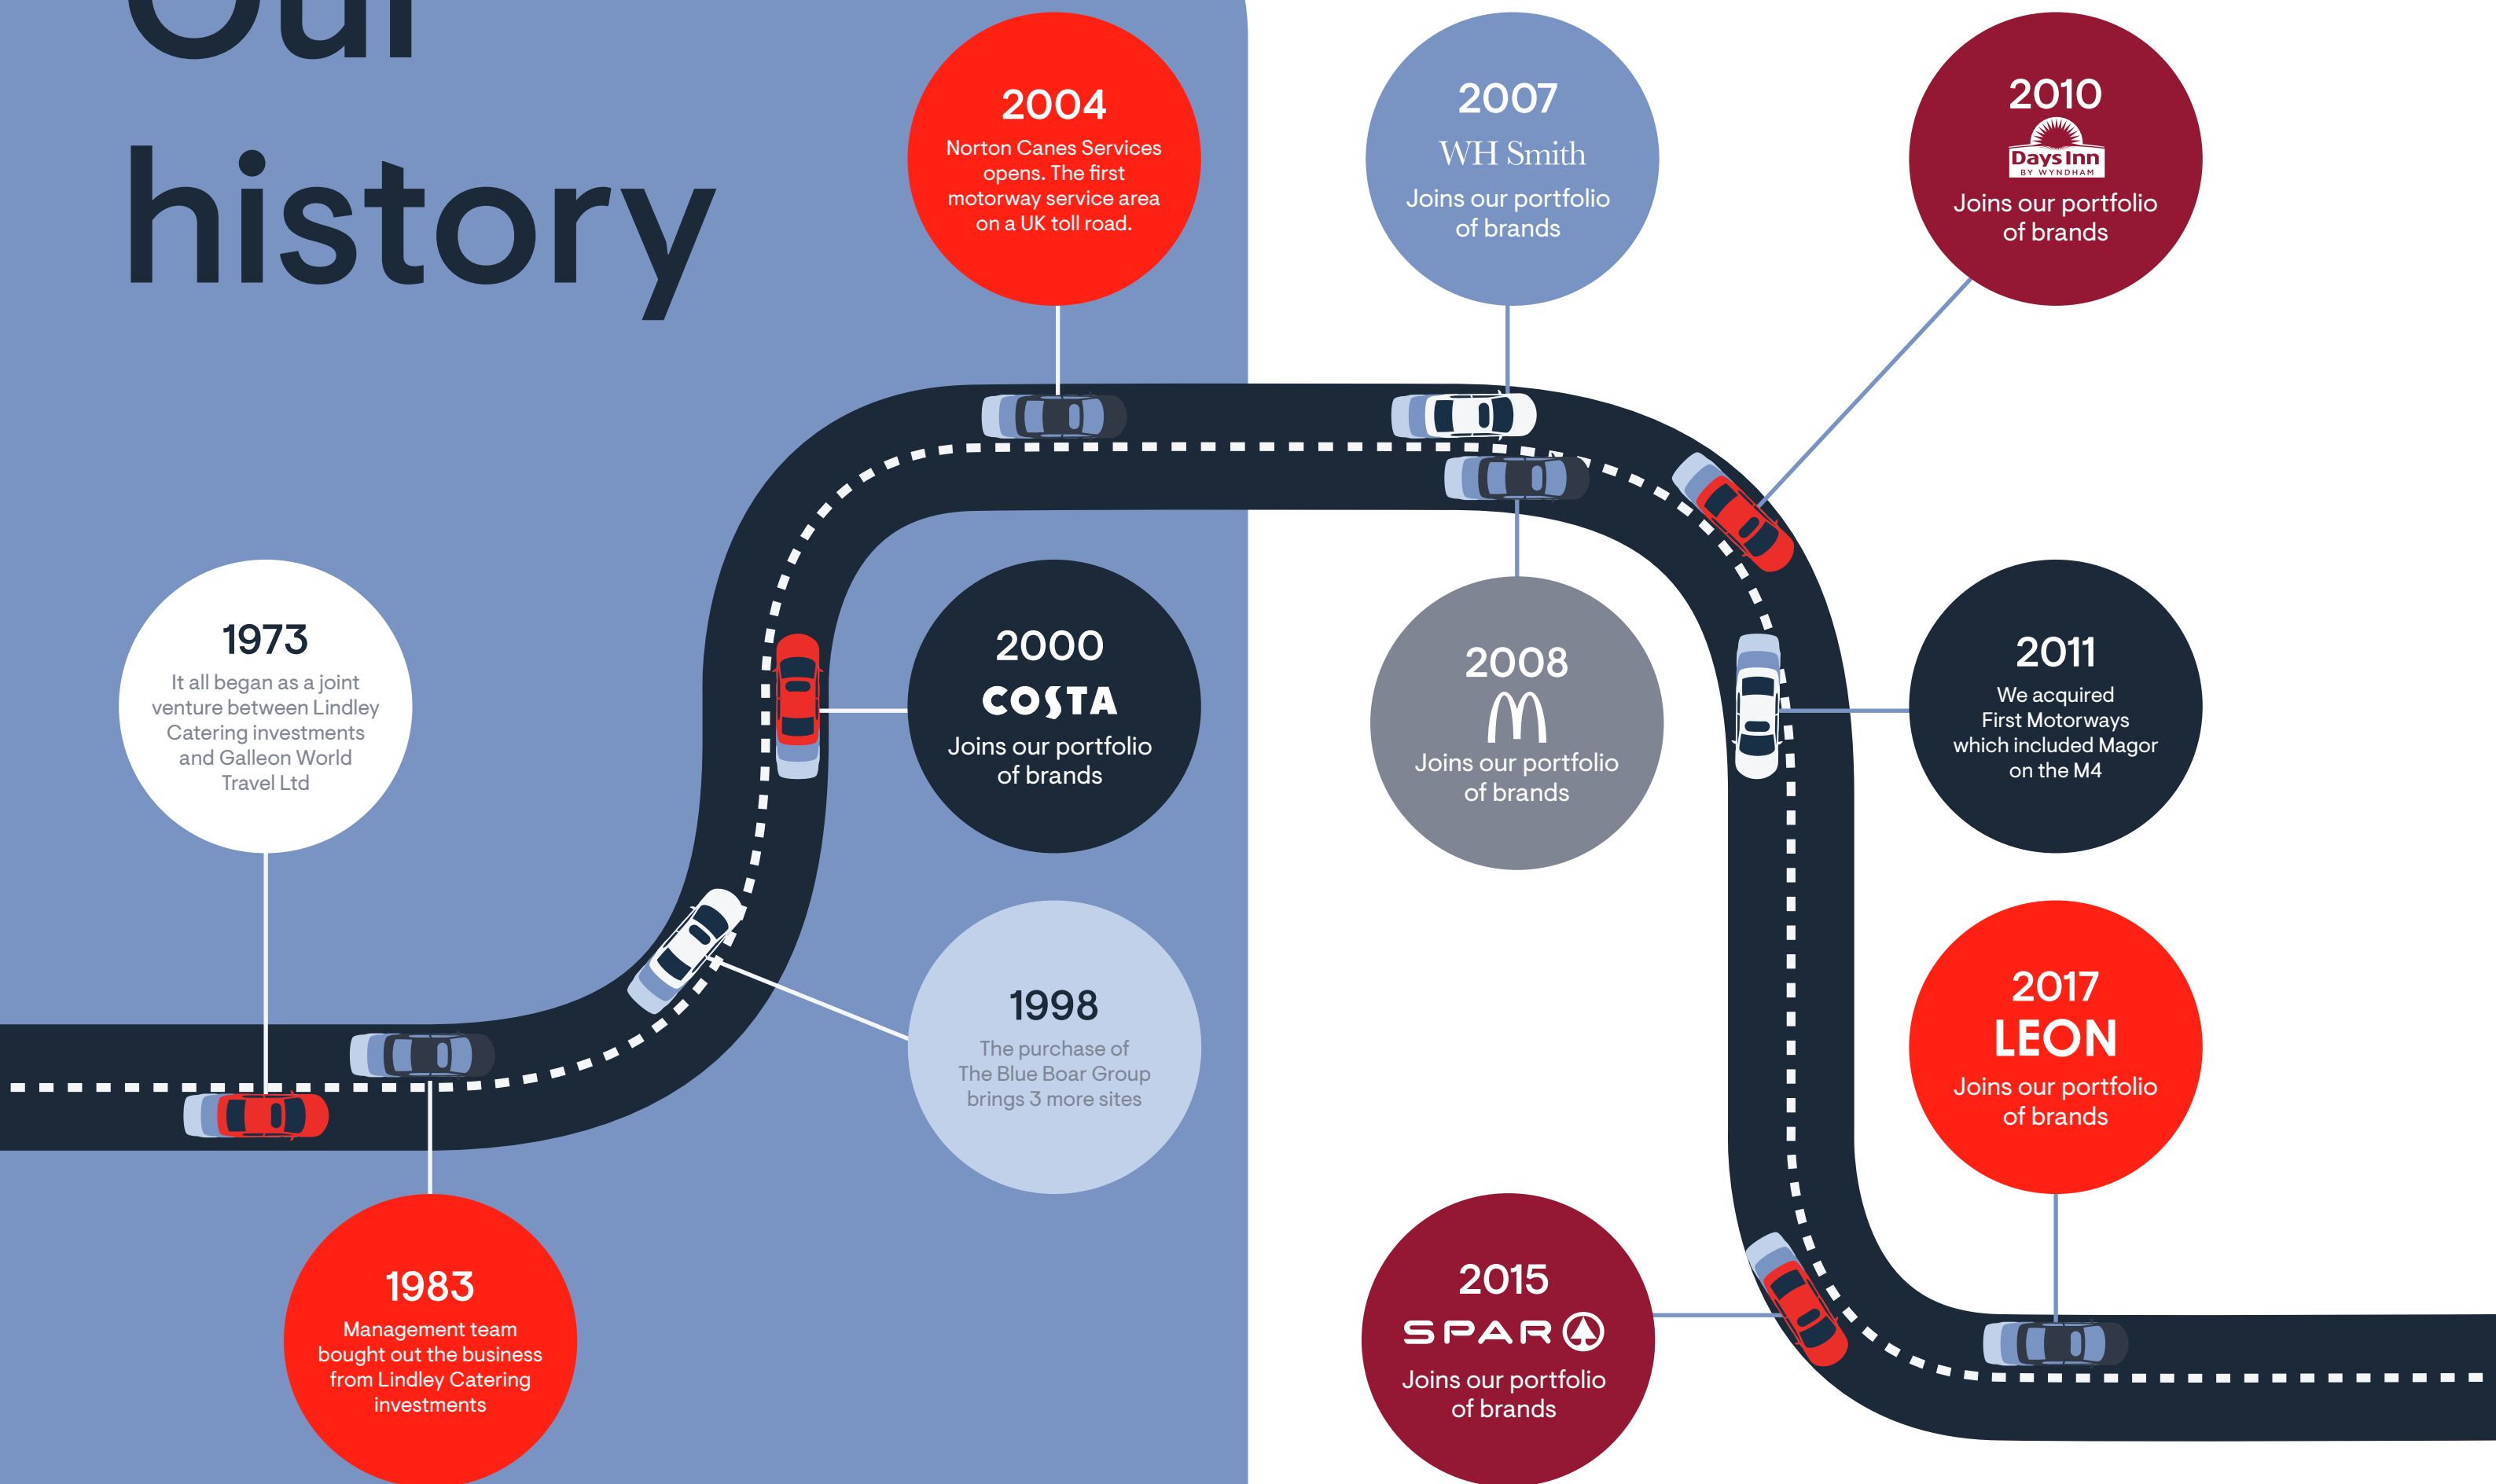 Our
history
1973
It all began as a joint
venture between Lindley
Catering investments
and Galleon World
Travel Ltd
1983
Management team
bought out the business
from Lindley Catering
investments
1998
The purchase of
The Blue Boar Group
brings 3 more sites
2000
COSTA
Joins our portfolio
of brands
2004
Norton Canes Services
opens. The first
motorway service area
on a UK toll road.
2007
WH Smith
Joins our portfolio
of brands
2008
M
Joins our portfolio
of brands
2010
Days Inn
BY WYNDHAM
Joins our portfolio
of brands
2011
We acquired
First Motorways
which included Magor
on the M4
2015
SPAR
Joins our portfolio
of brands
2017
LEON
Joins our portfolio
of brands